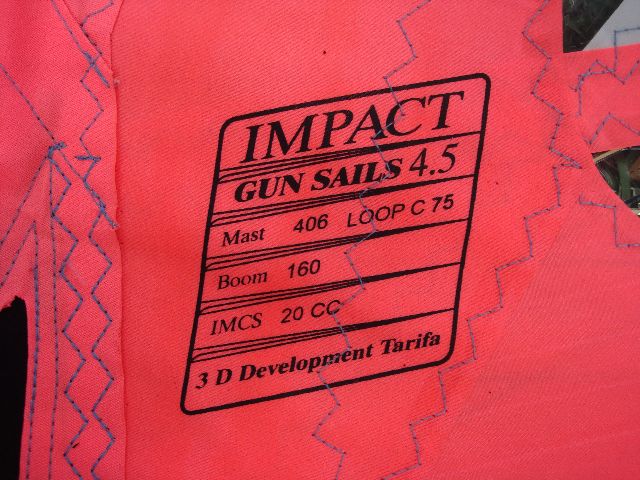 IMPACT
GUN SAILS 4.5
Mast 406 LOOP C 75
Boom 160
IMCS 20 CC
3 D Development Tarifa